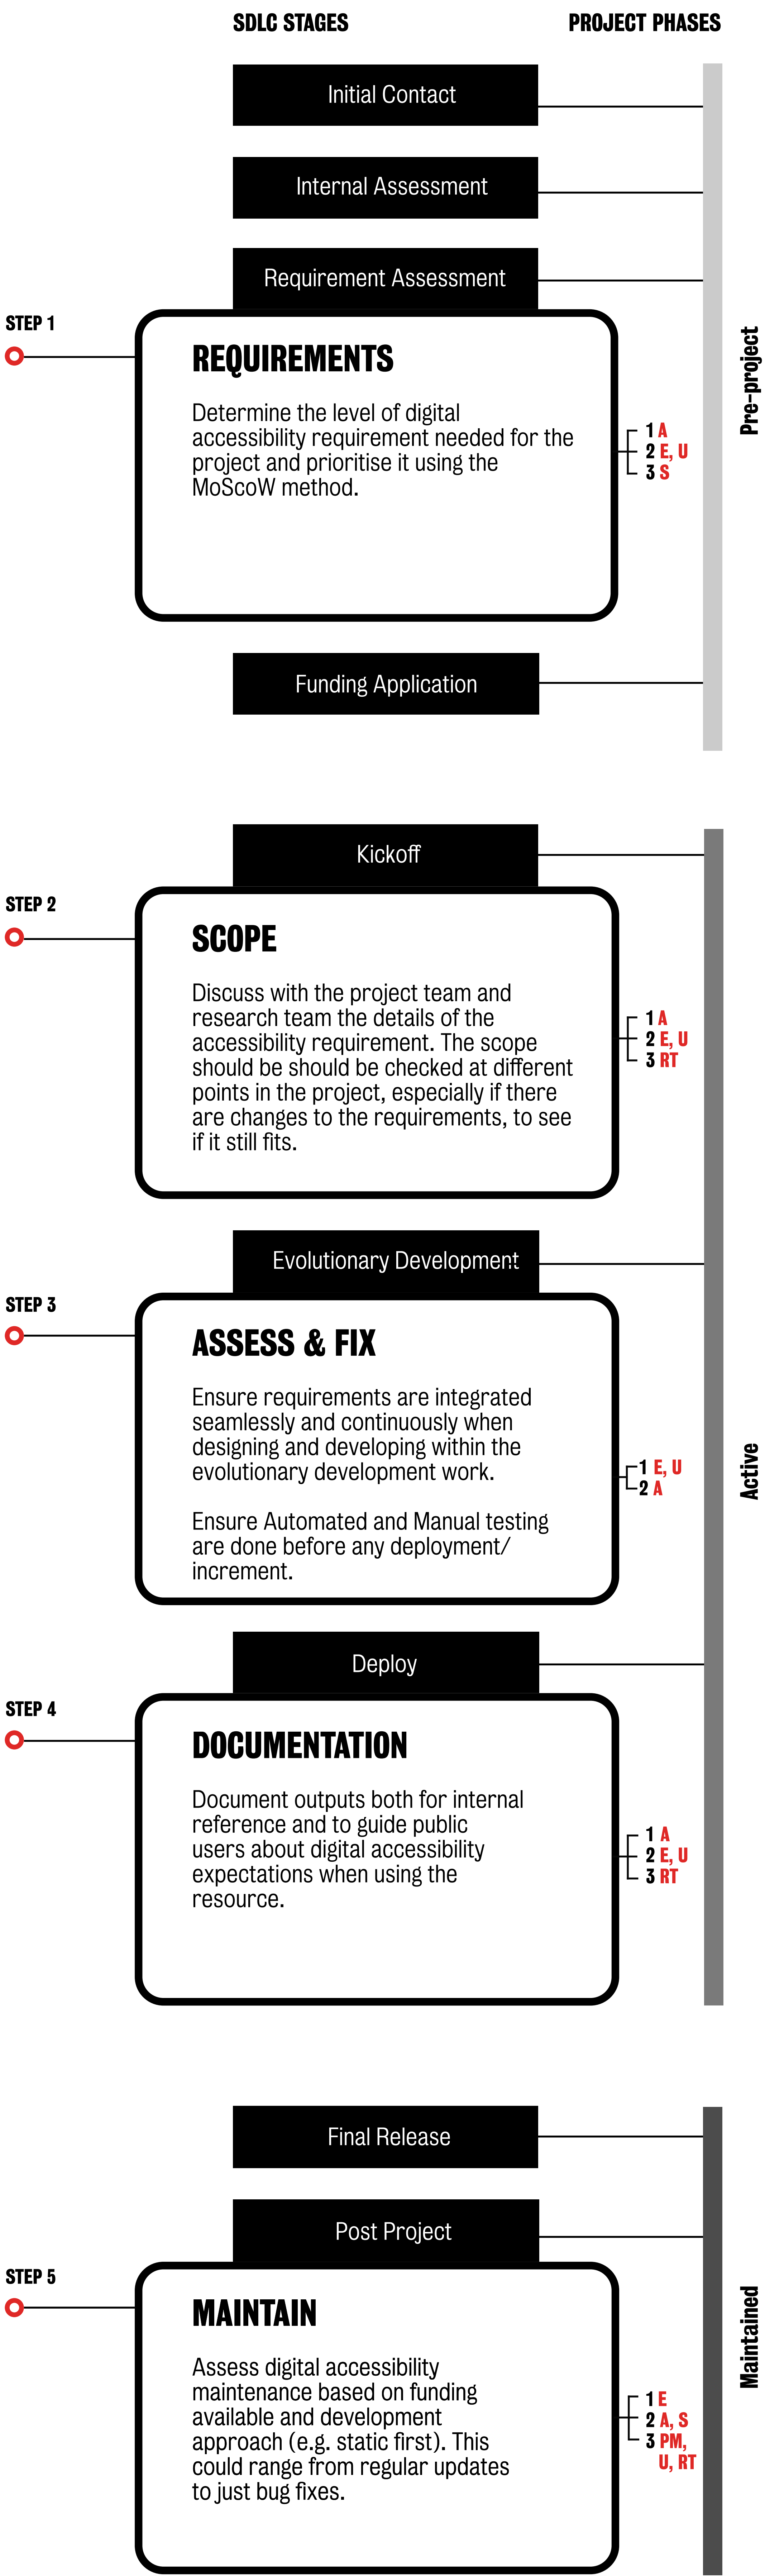 SDLC STAGES
PROJECT PHASES
Initial Contact
Internal Assessment
Requirement Assessment
STEP 1
REQUIREMENTS
Determine the level of digital
accessibility requirement needed for the
project and prioritise it using the
MoScoW method.
1 A
2 E, U
3 S
Pre-project
Funding Application
Kickoff
STEP 2
SCOPE
Discuss with the project team and
research team the details of the
accessibility requirement. The scope
should be should be checked at different
points in the project, especially if there
are changes to the requirements, to see
if it still fits.
1 A
2 E, U
3 RT
Evolutionary Development
STEP 3
ASSESS & FIX
Ensure requirements are integrated
seamlessly and continuously when
designing and developing within the
evolutionary development work.
Ensure Automated and Manual testing
are done before any deployment/
increment.
1 E, U
2 A
Active
Deploy
STEP 4
DOCUMENTATION
Document outputs both for internal
reference and to guide public
users about digital accessibility
expectations when using the
resource.
1 A
2 E, U
3 RT
Final Release
Post Project
STEP 5
MAINTAIN
Assess digital accessibility
maintenance based on funding
available and development
approach (e.g. static first). This
could range from regular updates
to just bug fixes.
1 E
2 A, S
3 PM,
U, RT
Maintained